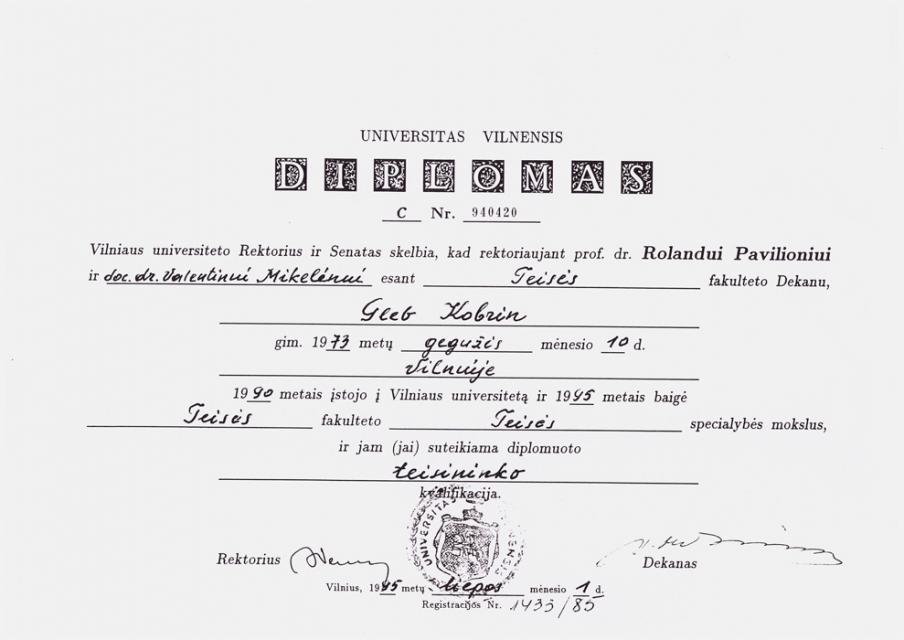 UNIVERSITAS VILNENSIS
DIPLOMAS
C Nr. 940420
Vilniaus universiteto Rektorius ir Senatas skelbia, kad rektoriaujant prof. dr. Rolandui Pavilioniui
ir doc. dr. Valentinui Mikelėnui esant Teisės fakulteto Dekanu,
Gleb Kobrin
gim. 1973 metų gegužis mėnesio 10 d.
Vilniuje
1990 metais įstojo į Vilniaus universitetą ir 1995 metais baigė
Teisės fakulteto Teisės specialybės mokslus,
ir jam (jai) suteikiama diplomuoto
teisininko
kvalifikacija.
UNIVERSITAS VILNENSIS
Rektorius Dekanas
Vilnius, 1995 metų liepos mėnesio 1 d.
Registracijos Nr. 1433/85